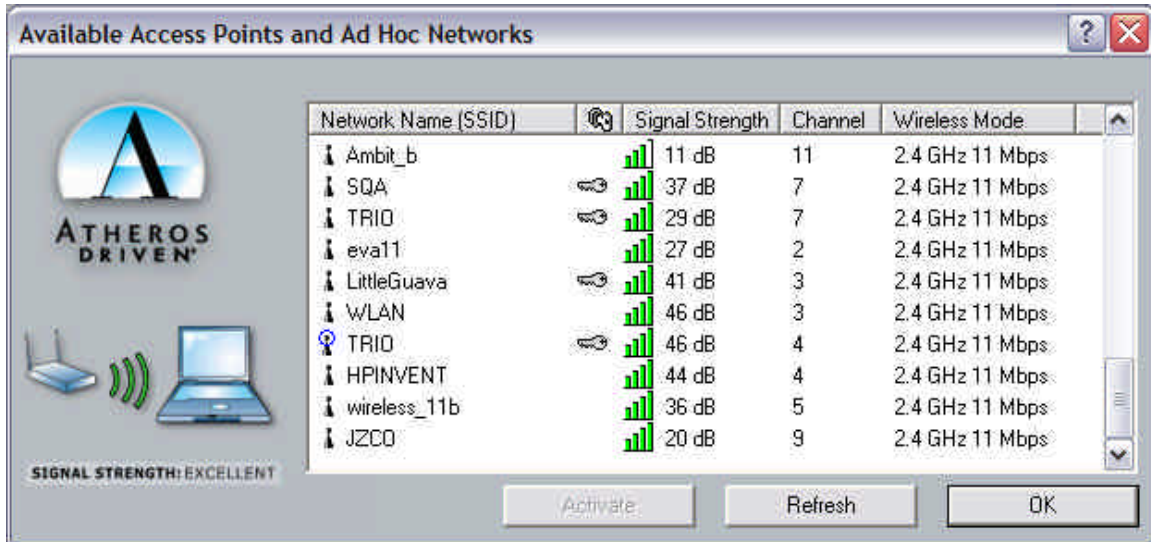 Available Access Points and Ad Hoc Networks
?
ATHEROS
DRIVEN
Network Name (SSID) Signal Strength Channel Wireless Mode
Ambit_b 11 dB 11 2.4 GHz 11 Mbps
SQA 37 dB 7 2.4 GHz 11 Mbps
TRIO 29 dB 7 2.4 GHz 11 Mbps
eva11 27 dB 2 2.4 GHz 11 Mbps
LittleGuava 41 dB 3 2.4 GHz 11 Mbps
WLAN 46 dB 3 2.4 GHz 11 Mbps
TRIO 46 dB 4 2.4 GHz 11 Mbps
HPINVENT 44 dB 4 2.4 GHz 11 Mbps
wireless_11b 36 dB 5 2.4 GHz 11 Mbps
JZCO 20 dB 9 2.4 GHz 11 Mbps
SIGNAL STRENGTH: EXCELLENT
Activate Refresh OK